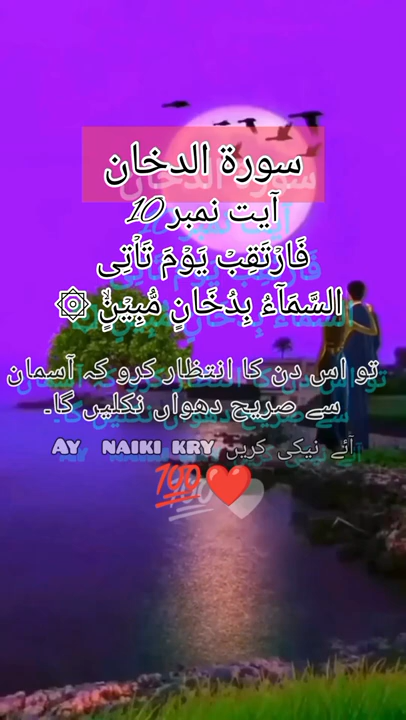 سورة الدخان
آیت نمبر 10
فَارۡتَقِبۡ يَوۡمَ تَاۡتِى
السَّمَآءُ بِدُخَانٍ مُّبِيۡنٍۙ ۞
تو اس دن کا انتظار کرو کہ آسمان
سے صریح دھواں نکلیں گا۔
آئے نیکی کریں AY NAIKI KRY
💯❤️